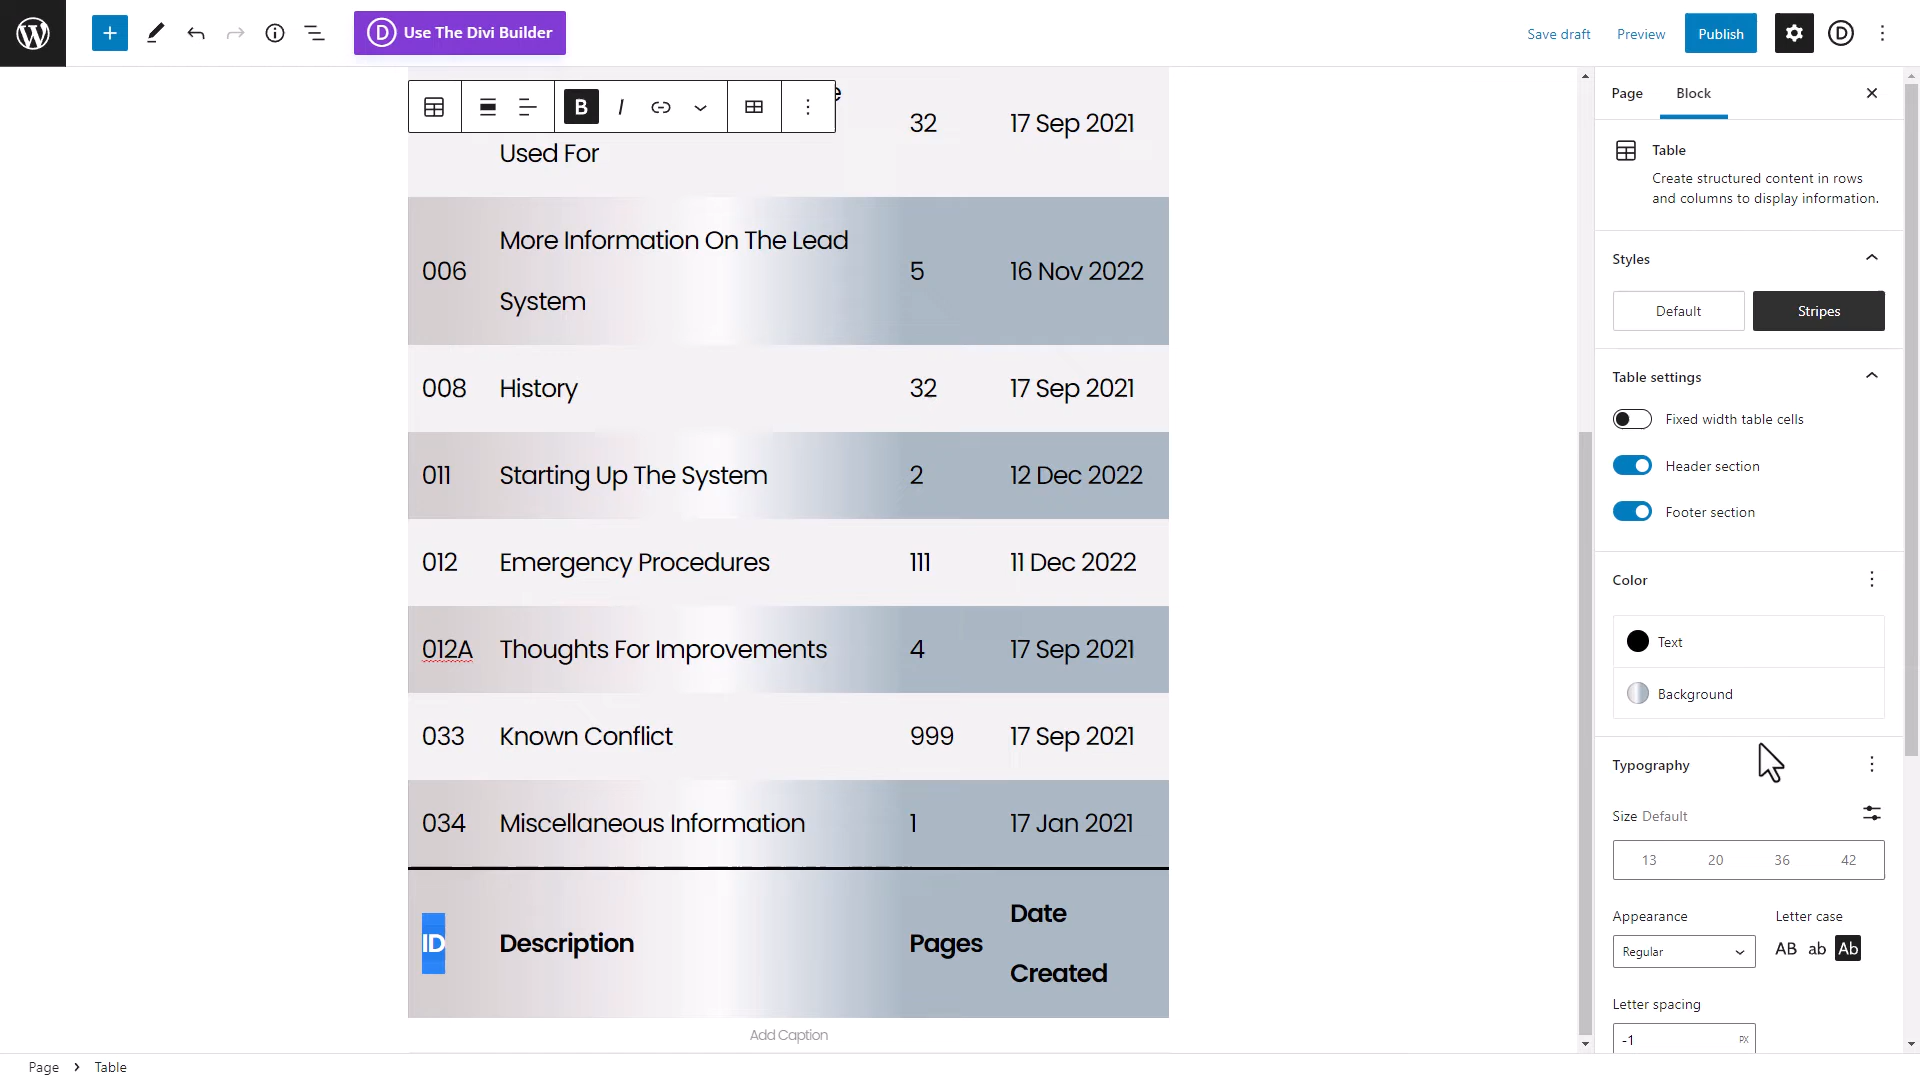 Use The Divi Builder
Save draft
Preview
Publish
B
I
Used For
32
17 Sep 2021
006
More Information On The Lead
System
5
16 Nov 2022
008
History
32
17 Sep 2021
011
Starting Up The System
2
12 Dec 2022
012
Emergency Procedures
111
11 Dec 2022
012A
Thoughts For Improvements
4
17 Sep 2021
033
Known Conflict
999
17 Sep 2021
034
Miscellaneous Information
1
17 Jan 2021
ID
Description
Pages
Date
Created
Add Caption
Page
Block
Table
Create structured content in rows
and columns to display information.
Styles
Default
Stripes
Table settings
Fixed width table cells
Header section
Footer section
Color
Text
Background
Typography
Size Default
13
20
36
42
Appearance
Letter case
Regular
AB
ab
Ab
Letter spacing
-1
PX
Page
Table